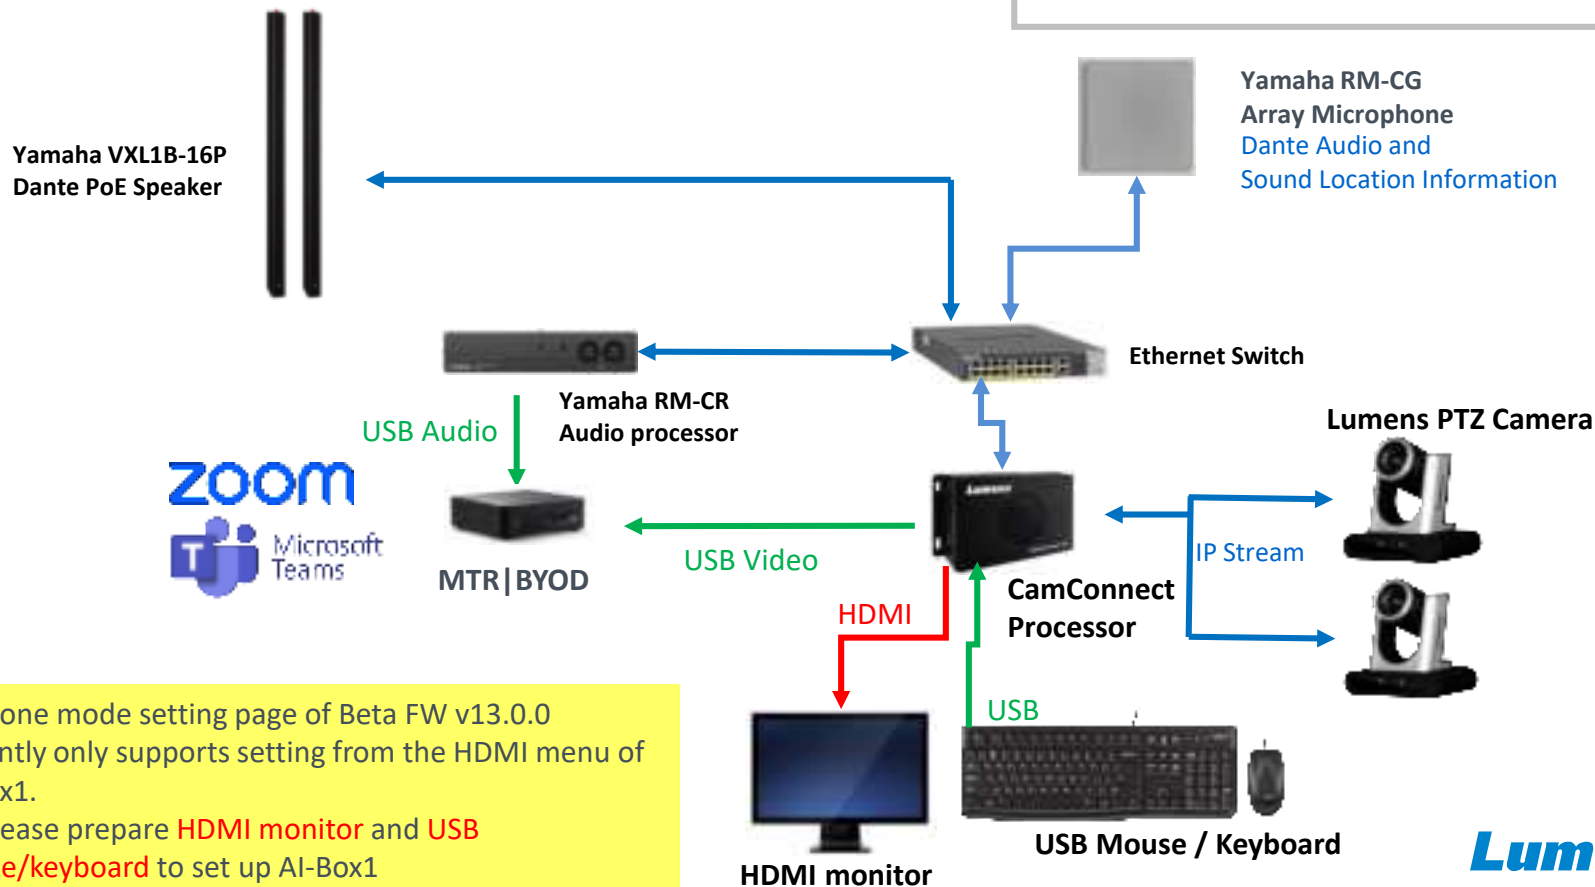 Yamaha RM-CG
Array Microphone
Dante Audio and
Sound Location Information
Yamaha VXL1B-16P
Dante PoE Speaker
Ethernet Switch
Yamaha RM-CR
Audio processor
USB Audio
Lumens PTZ Camera
zoom
Microsoft
Teams
T
MTR|BYOD
USB Video
Lumens
IP Stream
CamConnect
Processor
HDMI
USB
one mode setting page of Beta FW v13.0.0
ntly only supports setting from the HDMI menu of
x1.
ease prepare HDMI monitor and USB
e/keyboard to set up AI-Box1
HDMI monitor
USB Mouse / Keyboard
Lum